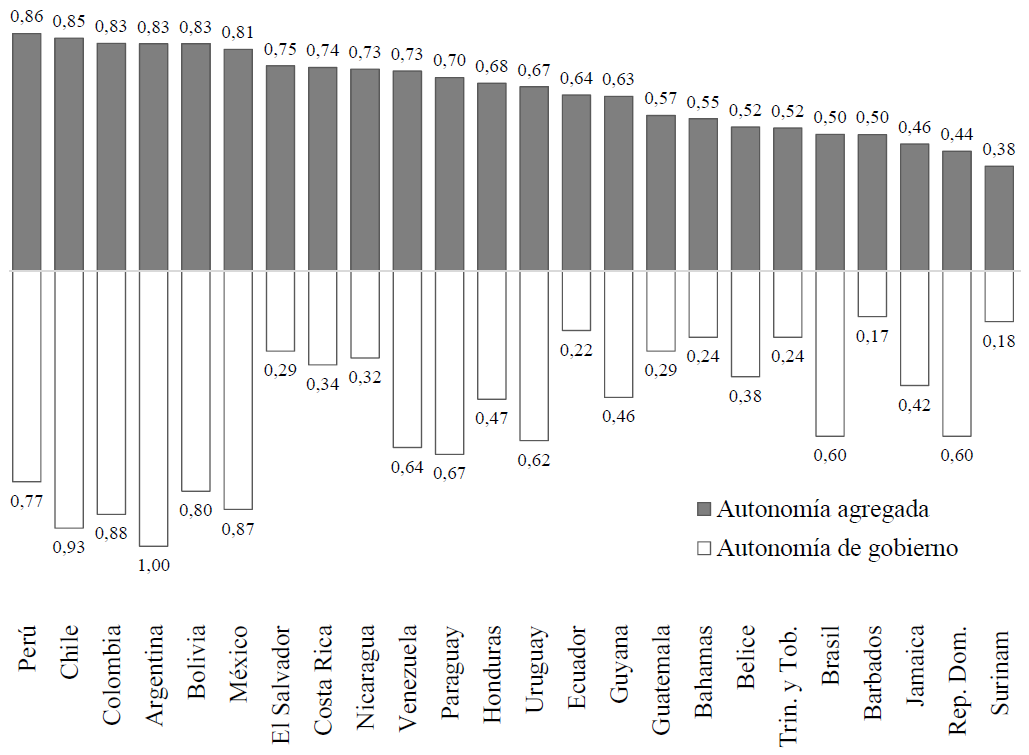 0,86 0,85 0,83 0,83 0,83 0,81 0,75 0,74 0,73 0,73 0,70 0,68 0,67 0,64 0,63 0,57 0,55 0,52 0,52 0,50 0,50 0,46 0,44 0,38
0,77 0,93 0,88 1,00 0,80 0,87 0,29 0,34 0,32 0,64 0,67 0,47 0,62 0,22 0,46 0,29 0,24 0,38 0,24 0,60 0,17 0,42 0,60 0,18
Autonomía agregada
Autonomía de gobierno
Perú
Chile
Colombia
Argentina
Bolivia
México
El Salvador
Costa Rica
Nicaragua
Venezuela
Paraguay
Honduras
Uruguay
Ecuador
Guyana
Guatemala
Bahamas
Belice
Trin. y Tob.
Brasil
Barbados
Jamaica
Rep. Dom.
Surinam